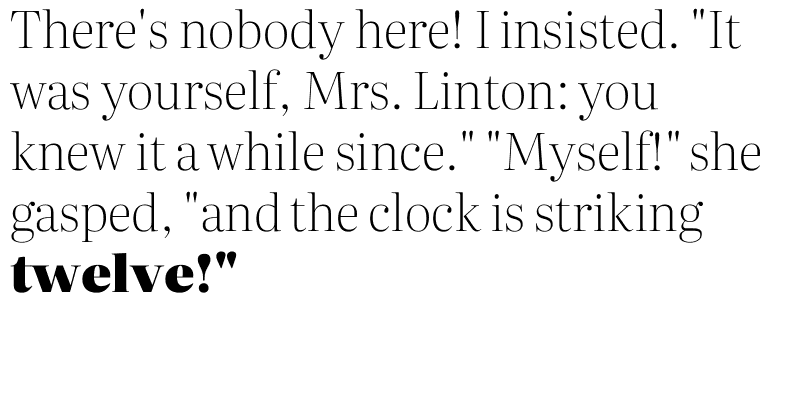 There's nobody here! I insisted. "It
was yourself, Mrs. Linton: you
knew it a while since." "Myself!" she
gasped, "and the clock is striking
twelve!"